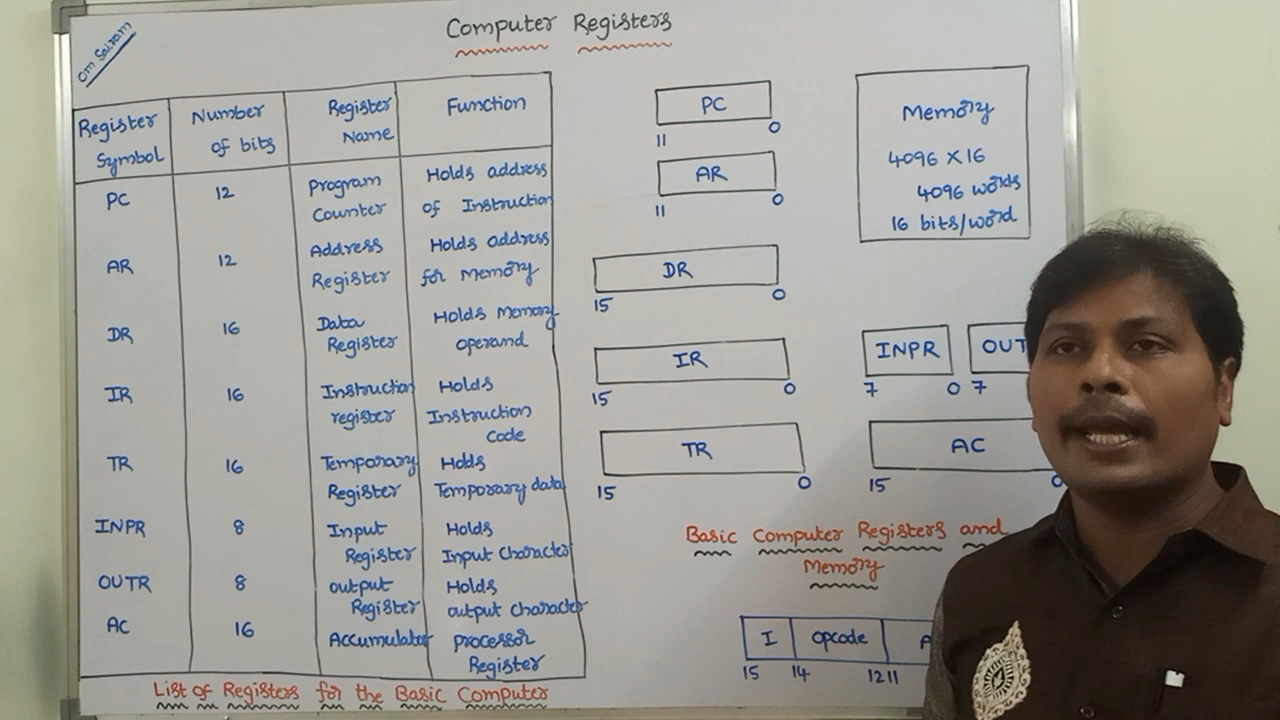 Om Sairam
Computer Registers
Register Symbol
Number of bits
Register Name
Function
PC
12
Program Counter
Holds address of Instruction
AR
12
Address Register
Holds address for Memory
DR
16
Data Register
Holds Memory operand
IR
16
Instruction register
Holds Instruction Code
TR
16
Temporary Register
Holds Temporary data
INPR
8
Input Register
Holds Input Character
OUTR
8
output Register
Holds output character
AC
16
Accumulator
processor Register
List of Registers for the Basic Computer
PC
11 0
AR
11 0
DR
15 0
IR
15 0
TR
15 0
Memory
4096 X 16
4096 words
16 bits/word
INPR
7 0
OUT
7
AC
15 0
Basic Computer Registers and
Memory
I opcode A
15 14 12 11